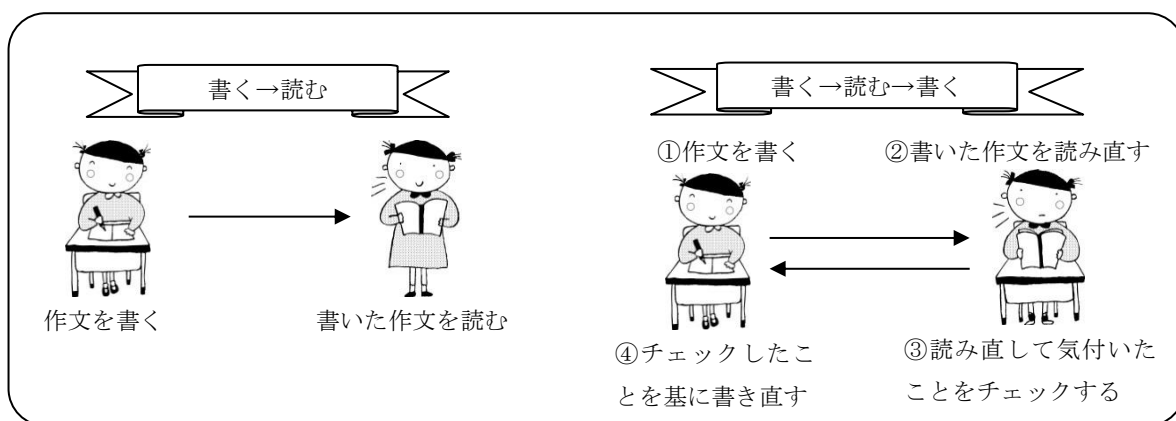 書く→読む
作文を書く
書いた作文を読む
書く→読む→書く
①作文を書く
②書いた作文を読み直す
③読み直して気付いた
ことをチェックする
④チェックしたこ
とを基に書き直す